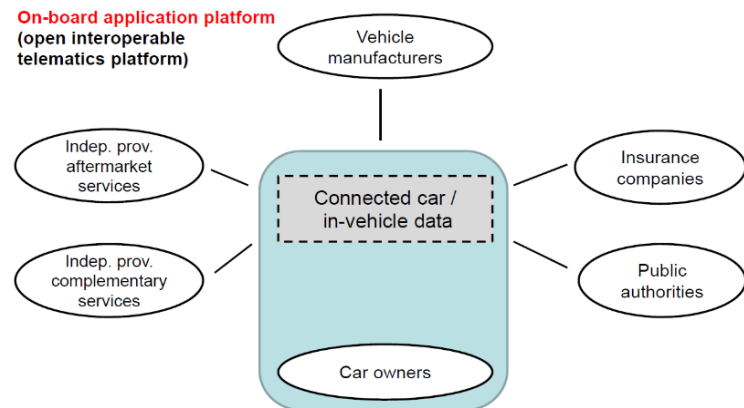 On-board application platform
(open interoperable
telematics platform)
Vehicle
manufacturers
Indep. prov.
aftermarket
services
Insurance
companies
Connected car /
in-vehicle data
Indep. prov.
complementary
services
Public
authorities
Car owners